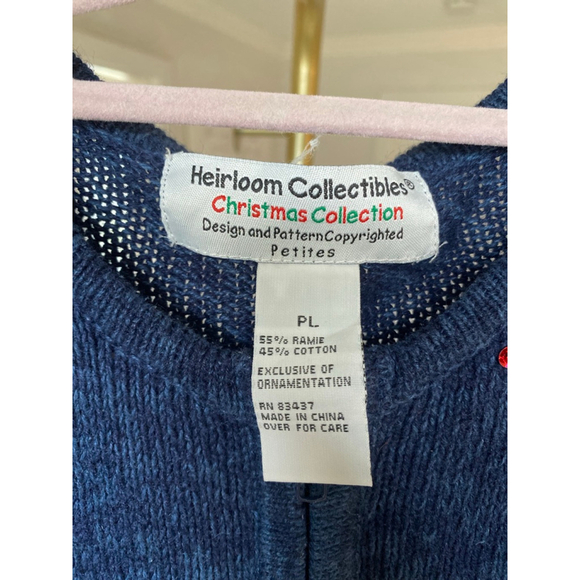 Heirloom Collectibles®
Christmas Collection
Design and Pattern Copyrighted
Petites
PL
55% RAMIE
45% COTTON
EXCLUSIVE OF
ORNAMENTATION
RN 83437
MADE IN CHINA
OVER FOR CARE